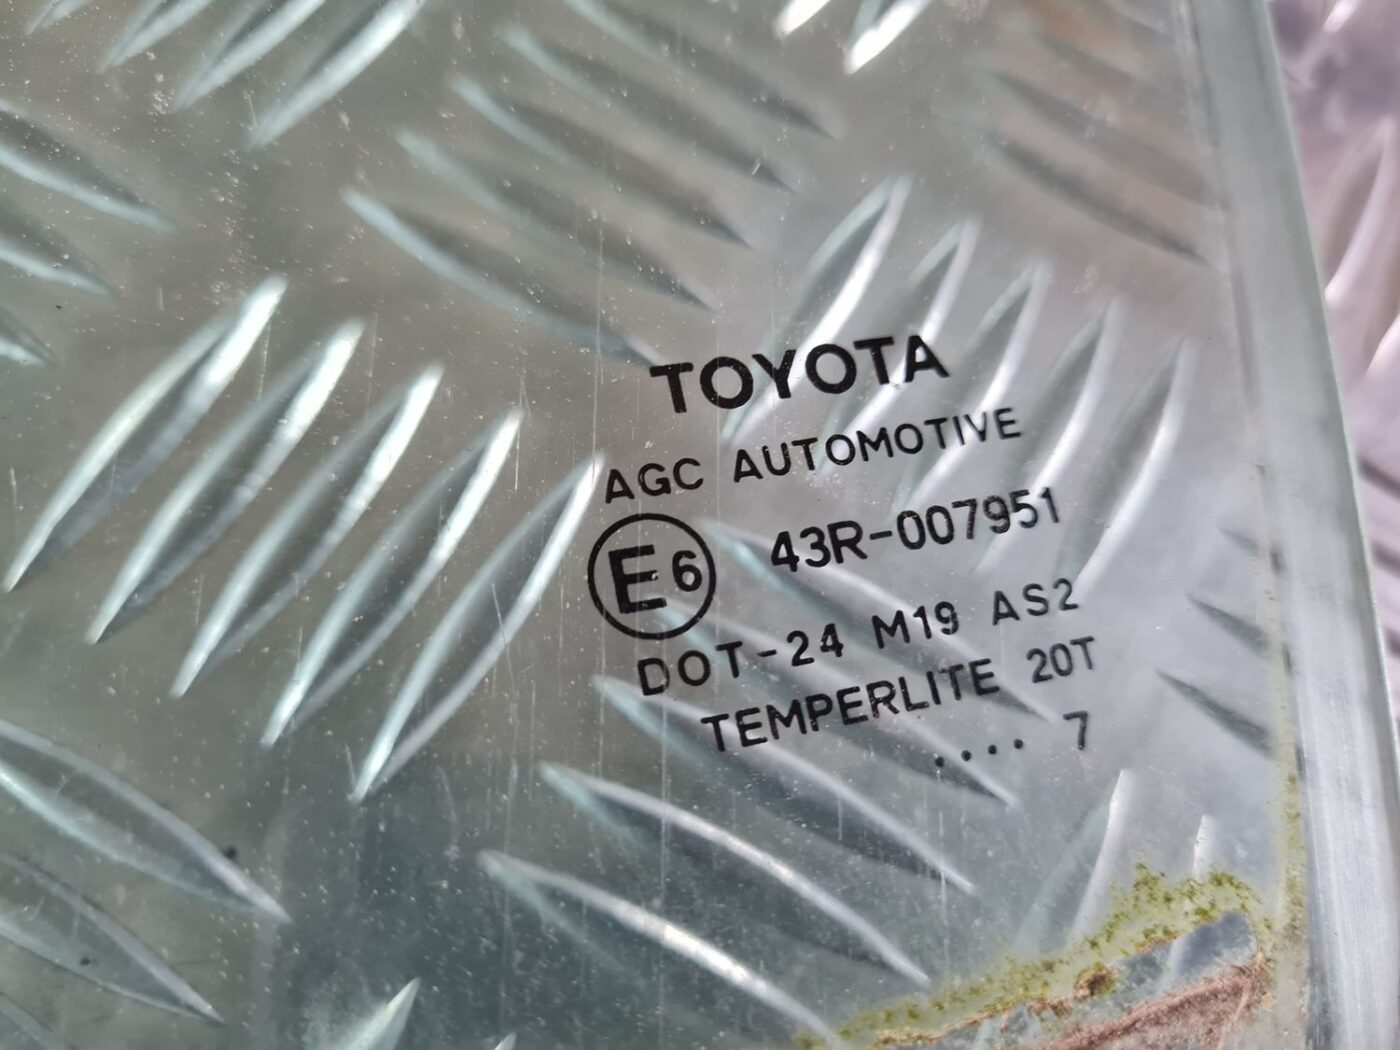 TOYOTA
AGC AUTOMOTIVE
E6 43R-007951
DOT-24 M19 AS2
TEMPERLITE 20T
.... 7